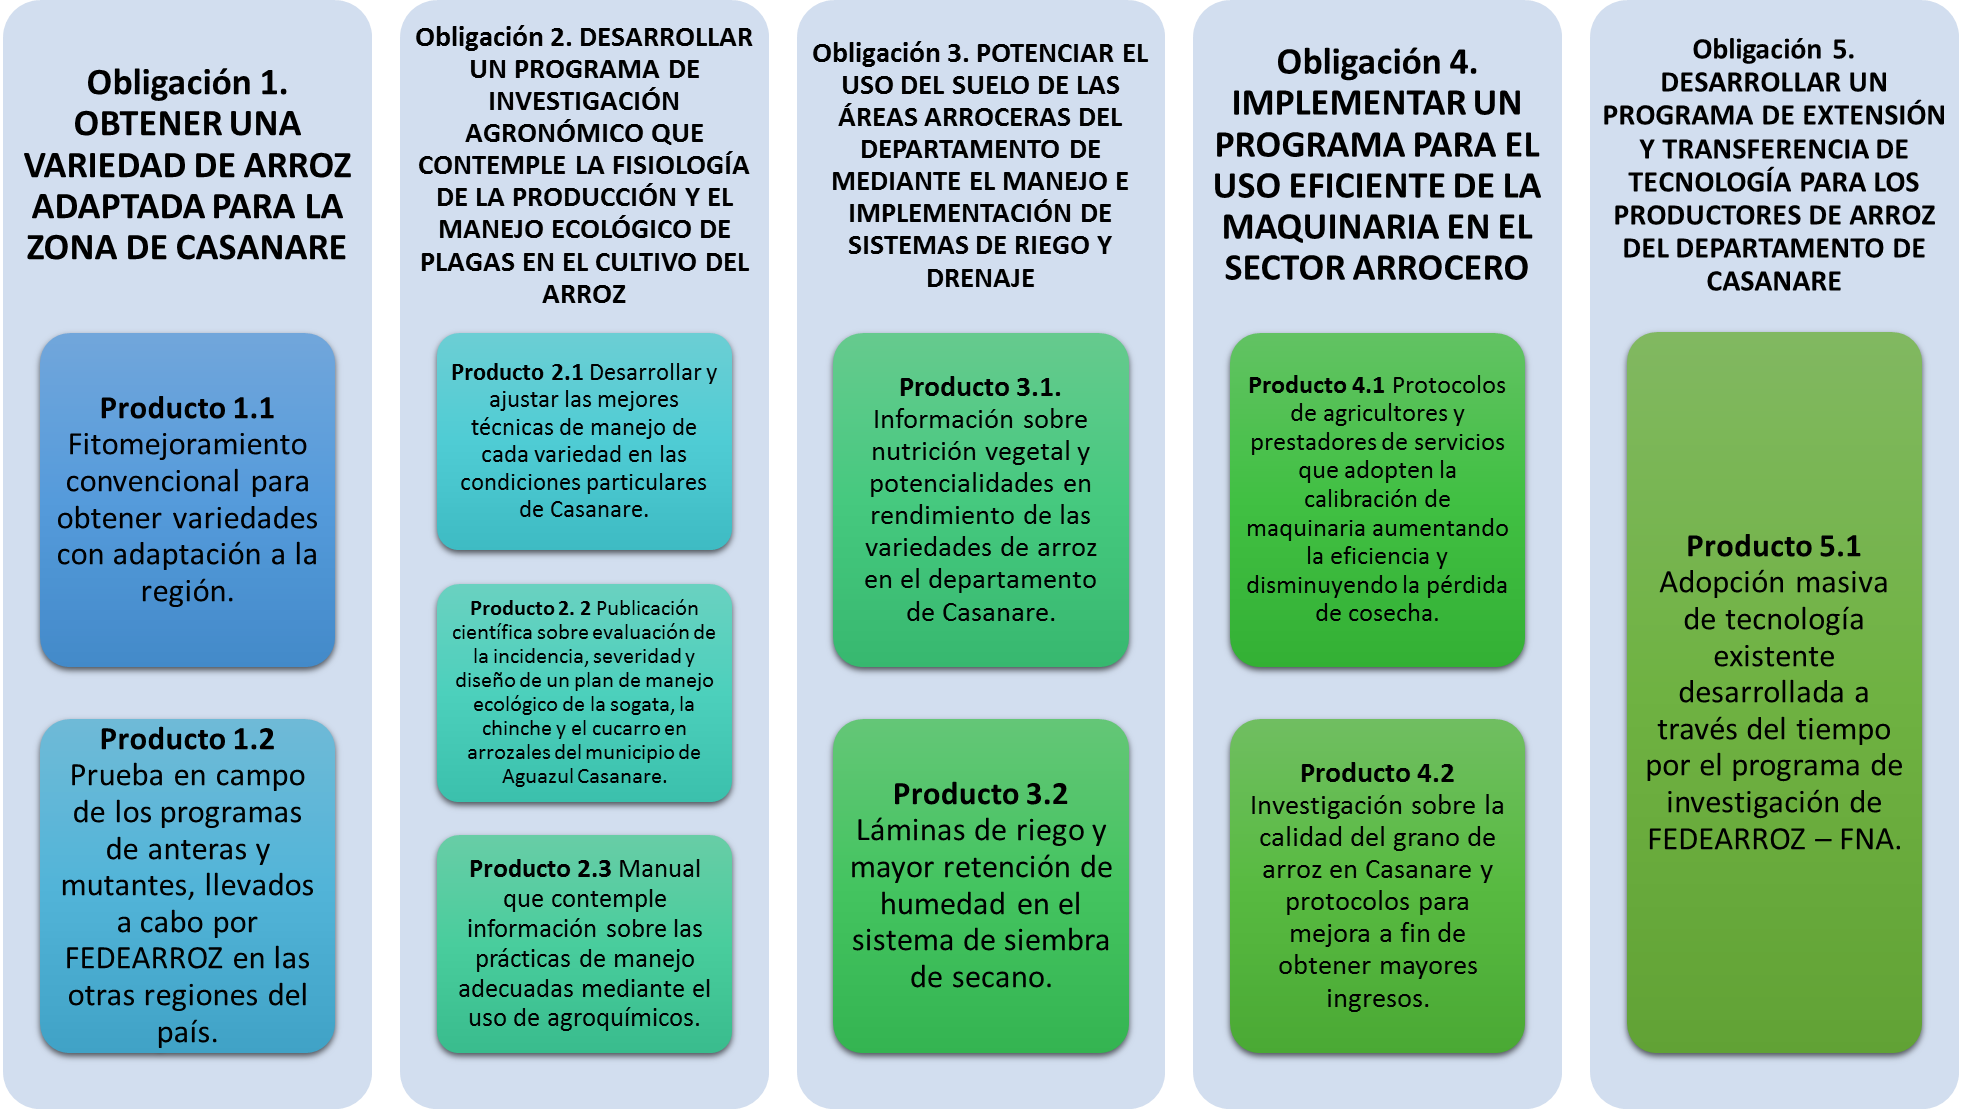 Obligación 1.
OBTENER UNA
VARIEDAD DE ARROZ
ADAPTADA PARA LA
ZONA DE CASANARE
Producto 1.1
Fitomejoramiento
convencional para
obtener variedades
con adaptación a la
región.
Producto 1.2
Prueba en campo
de los programas
de anteras y
mutantes, llevados
a cabo por
FEDEARROZ en las
otras regiones del
país.
Obligación 2. DESARROLLAR
UN PROGRAMA DE
INVESTIGACIÓN
AGRONÓMICO QUE
CONTEMPLE LA FISIOLOGÍA
DE LA PRODUCCIÓN Y EL
MANEJO ECOLÓGICO DE
PLAGAS EN EL CULTIVO DEL
ARROZ
Producto 2.1 Desarrollar y
ajustar las mejores
técnicas de manejo de
cada variedad en las
condiciones particulares
de Casanare.
Producto 2. 2 Publicación
científica sobre evaluación de
la incidencia, severidad y
diseño de un plan de manejo
ecológico de la sogata, la
chinche y el cucarro en
arrozales del municipio de
Aguazul Casanare.
Producto 2.3 Manual
que contemple
información sobre las
prácticas de manejo
adecuadas mediante el
uso de agroquímicos.
Obligación 3. POTENCIAR EL
USO DEL SUELO DE LAS
ÁREAS ARROCERAS DEL
DEPARTAMENTO DE
MEDIANTE EL MANEJO E
IMPLEMENTACIÓN DE
SISTEMAS DE RIEGO Y
DRENAJE
Producto 3.1.
Información sobre
nutrición vegetal y
potencialidades en
rendimiento de las
variedades de arroz
en el departamento
de Casanare.
Producto 3.2
Láminas de riego y
mayor retención de
humedad en el
sistema de siembra
de secano.
Obligación 4.
IMPLEMENTAR UN
PROGRAMA PARA EL
USO EFICIENTE DE LA
MAQUINARIA EN EL
SECTOR ARROCERO
Producto 4.1 Protocolos
de agricultores y
prestadores de servicios
que adopten la
calibración de
maquinaria aumentando
la eficiencia y
disminuyendo la pérdida
de cosecha.
Producto 4.2
Investigación sobre la
calidad del grano de
arroz en Casanare y
protocolos para
mejora a fin de
obtener mayores
ingresos.
Obligación 5.
DESARROLLAR UN
PROGRAMA DE EXTENSIÓN
Y TRANSFERENCIA DE
TECNOLOGÍA PARA LOS
PRODUCTORES DE ARROZ
DEL DEPARTAMENTO DE
CASANARE
Producto 5.1
Adopción masiva
de tecnología
existente
desarrollada a
través del tiempo
por el programa de
investigación de
FEDEARROZ – FNA.